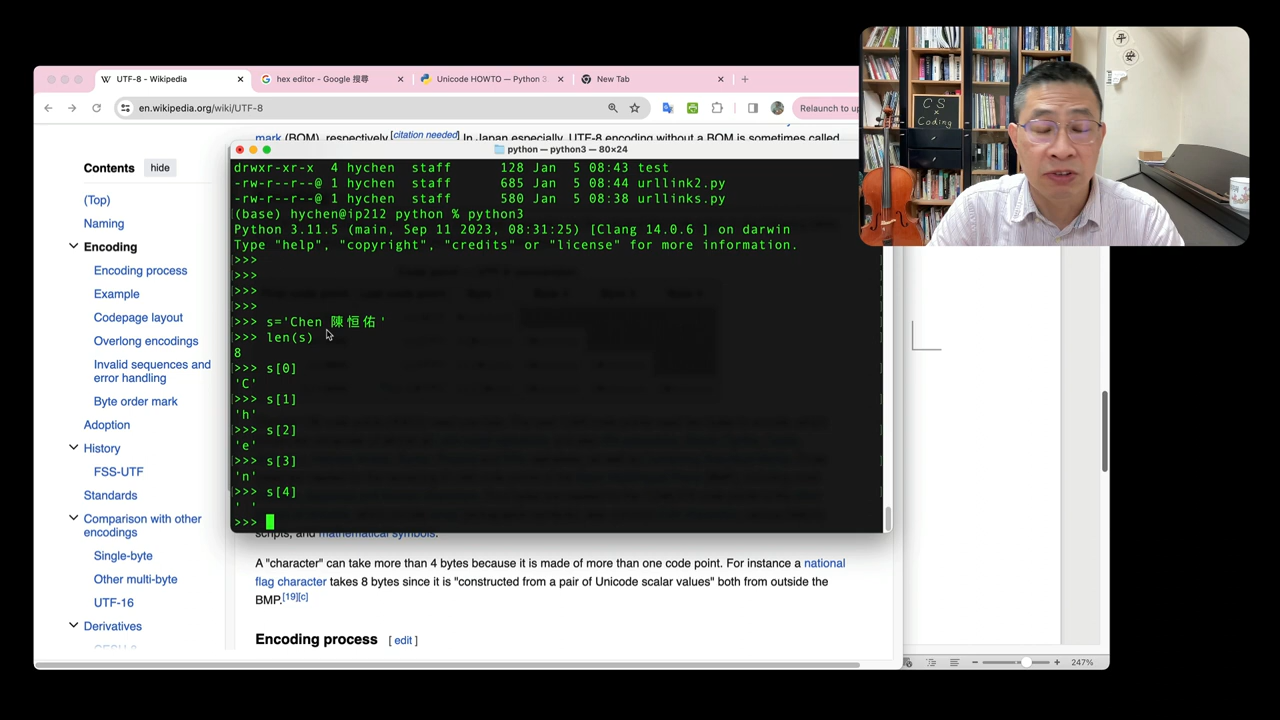 UTF-8 - Wikipedia
hex editor - Google 搜尋
Unicode HOWTO — Python 3.
New Tab
en.wikipedia.org/wiki/UTF-8
Relaunch to up
mark (BOM), respectively.[citation needed] In Japan especially, UTF-8 encoding without a BOM is sometimes called
Contents hide
(Top)
Naming
Encoding
Encoding process
Example
Codepage layout
Overlong encodings
Invalid sequences and
error handling
Byte order mark
Adoption
History
FSS-UTF
Standards
Comparison with other
encodings
Single-byte
Other multi-byte
UTF-16
Derivatives
python — python3 — 80×24
drwxr-xr-x 4 hychen staff 128 Jan 5 08:43 test
-rw-r--r--@ 1 hychen staff 685 Jan 5 08:44 urllink2.py
-rw-r--r--@ 1 hychen staff 580 Jan 5 08:38 urllinks.py
(base) hychen@ip212 python % python3
Python 3.11.5 (main, Sep 11 2023, 08:31:25) [Clang 14.0.6 ] on darwin
Type "help", "copyright", "credits" or "license" for more information.
>>>
>>>
>>>
>>>
>>> s='Chen 陳恒佑'
>>> len(s)
8
>>> s[0]
'C'
>>> s[1]
'h'
>>> s[2]
'e'
>>> s[3]
'n'
>>> s[4]
' '
>>>
scripts, and mathematical symbols.
A "character" can take more than 4 bytes because it is made of more than one code point. For instance a national
flag character takes 8 bytes since it is "constructed from a pair of Unicode scalar values" both from outside the
BMP.[19][c]
Encoding process [ edit ]
247%
CS
×
Coding
平
安